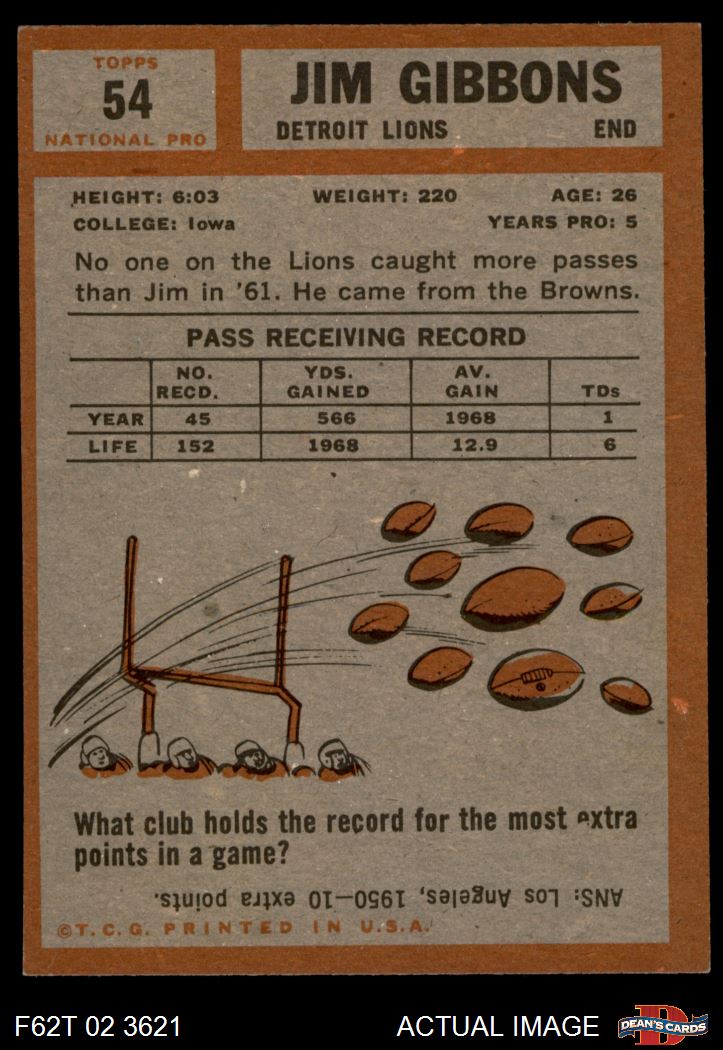 TOPPS
54
NATIONAL PRO
JIM GIBBONS
DETROIT LIONS END
HEIGHT: 6:03 WEIGHT: 220 AGE: 26
COLLEGE: Iowa YEARS PRO: 5
No one on the Lions caught more passes
than Jim in '61. He came from the Browns.
PASS RECEIVING RECORD
NO. YDS. AV.
RECD. GAINED GAIN TDs
YEAR 45 566 1968 1
LIFE 152 1968 12.9 6
What club holds the record for the most extra
points in a game?
ANS: Los Angeles, 1950—10 extra points.
©T.C.G. PRINTED IN U.S.A.
F62T 02 3621 ACTUAL IMAGE D DEAN'S CARDS